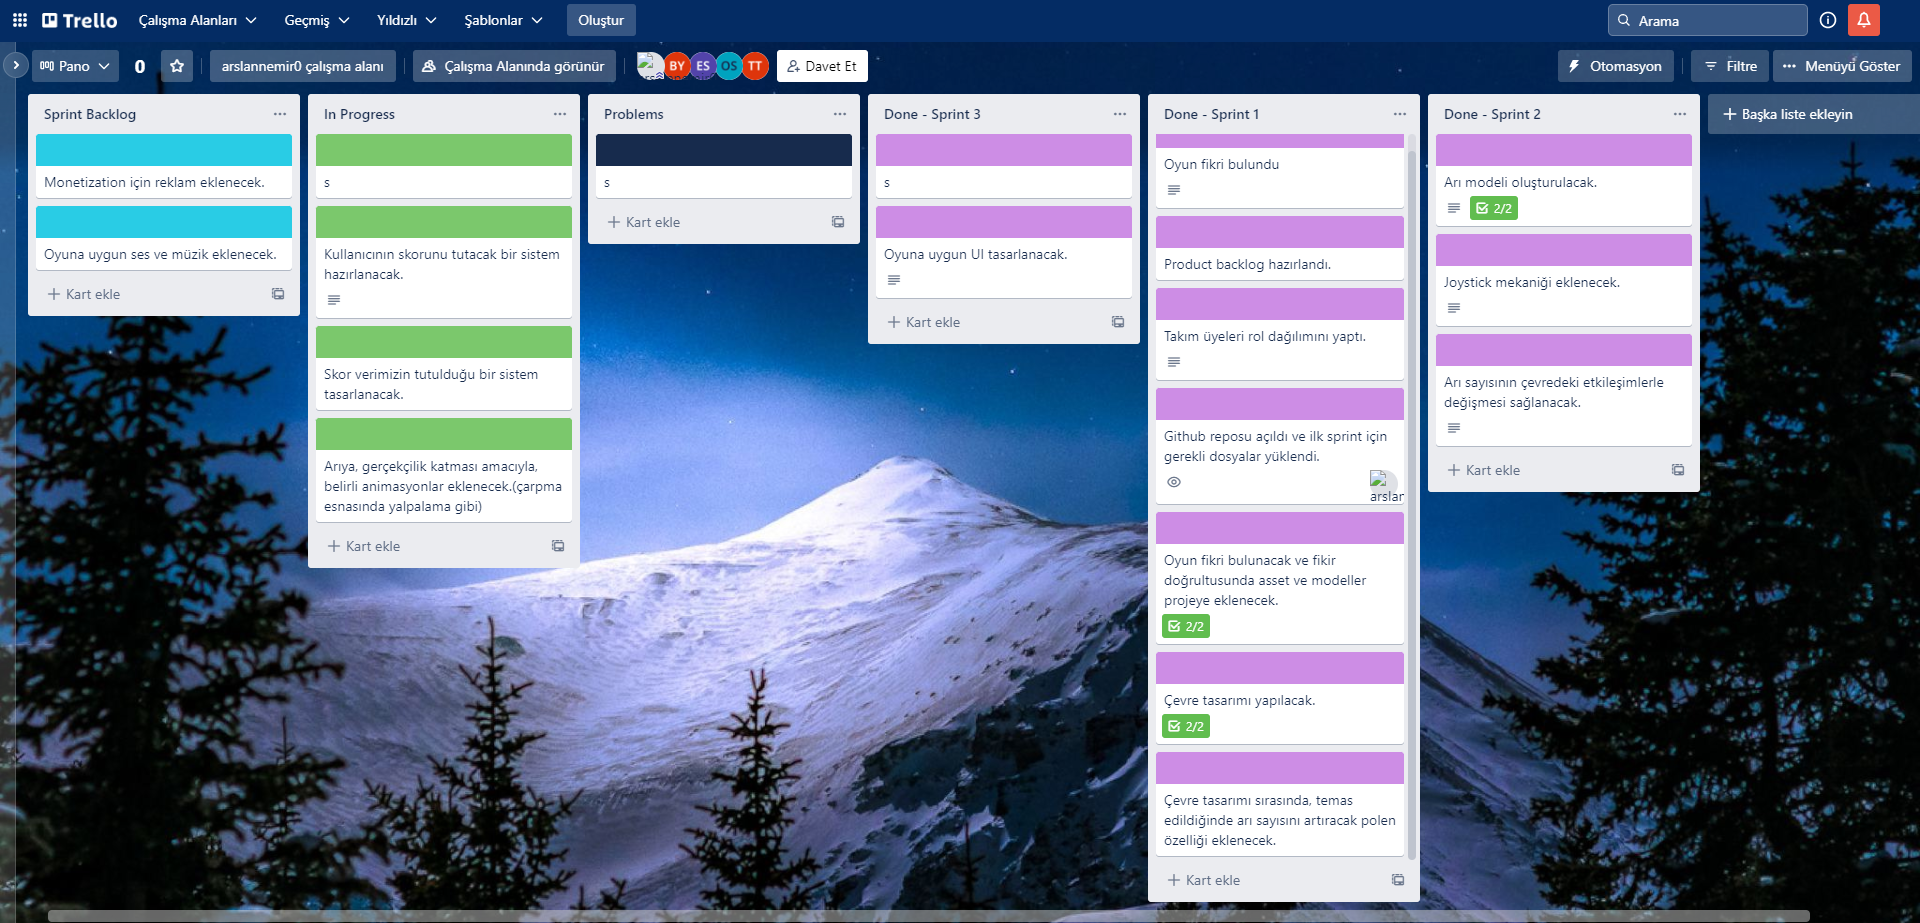 Trello
Çalışma Alanları
Geçmiş
Yıldızlı
Şablonlar
Oluştur
Arama
Pano
0
arslannemir0 çalışma alanı
Çalışma Alanında görünür
BY
ES
OS
TT
Davet Et
Otomasyon
Filtre
Menüyü Göster
Sprint Backlog
Monetization için reklam eklenecek.
Oyuna uygun ses ve müzik eklenecek.
Kart ekle
In Progress
s
Kullanıcının skorunu tutacak bir sistem
hazırlanacak.
Skor verimizin tutulduğu bir sistem
tasarlanacak.
Arıya, gerçekçilik katması amacıyla,
belirli animasyonlar eklenecek.(çarpma
esnasında yalpalama gibi)
Kart ekle
Problems
s
Kart ekle
Done - Sprint 3
s
Oyuna uygun UI tasarlanacak.
Kart ekle
Done - Sprint 1
Oyun fikri bulundu
Product backlog hazırlandı.
Takım üyeleri rol dağılımını yaptı.
Github reposu açıldı ve ilk sprint için
gerekli dosyalar yüklendi.
arslan
Oyun fikri bulunacak ve fikir
doğrultusunda asset ve modeller
projeye eklenecek.
2/2
Çevre tasarımı yapılacak.
2/2
Çevre tasarımı sırasında, temas
edildiğinde arı sayısını artıracak polen
özelliği eklenecek.
Kart ekle
Done - Sprint 2
Arı modeli oluşturulacak.
2/2
Joystick mekaniği eklenecek.
Arı sayısının çevredeki etkileşimlerle
değişmesi sağlanacak.
Kart ekle
Başka liste ekleyin